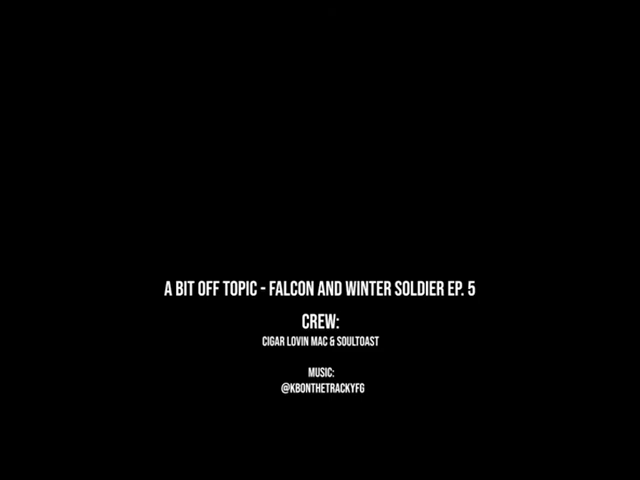 A BIT OFF TOPIC - FALCON AND WINTER SOLDIER EP. 5
CREW:
CIGAR LOVIN MAC & SOULTOAST
MUSIC:
@KBONTHETRACKYFG